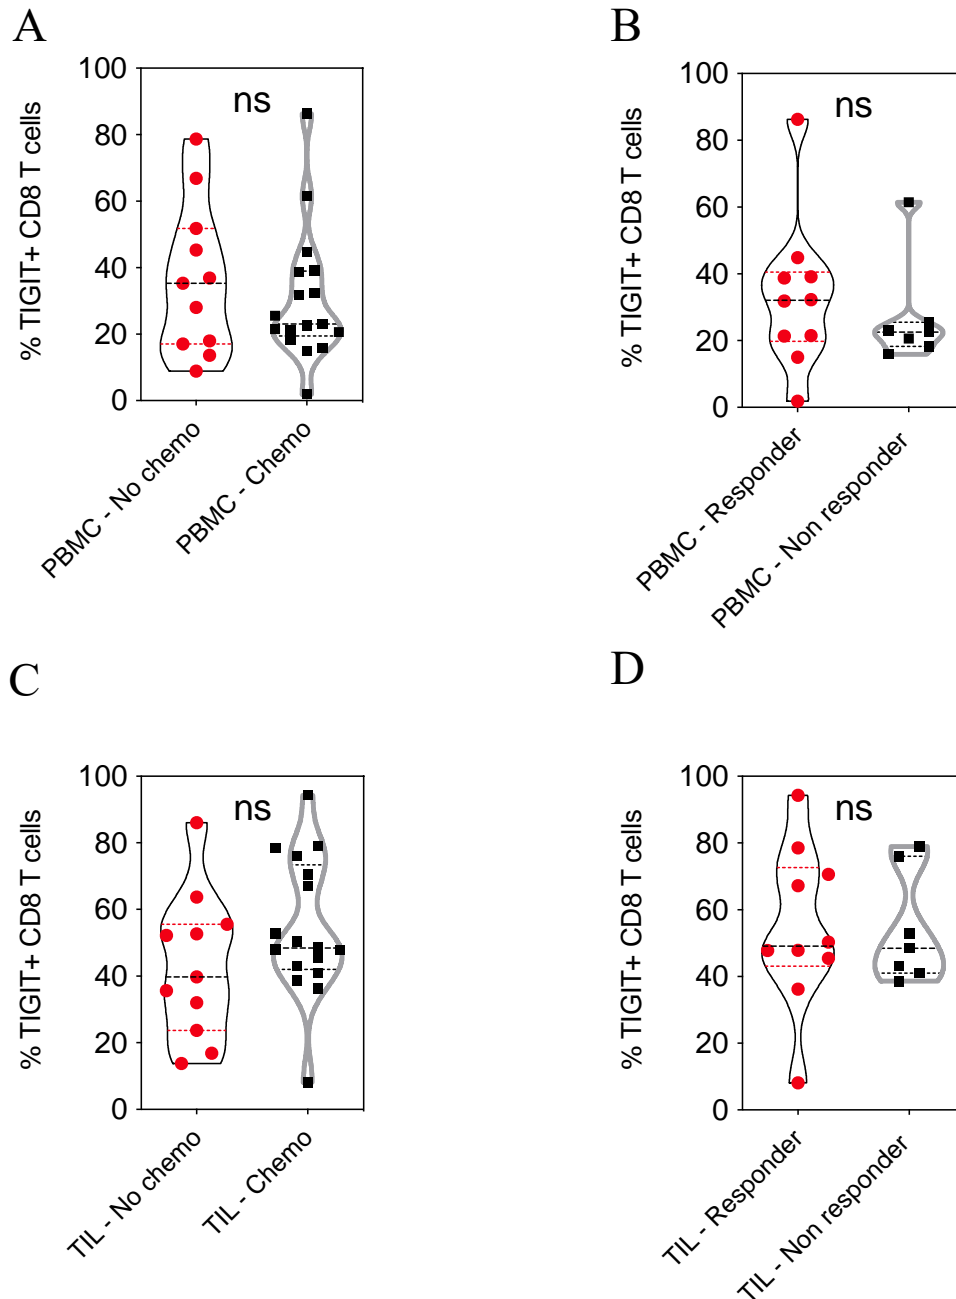 A
% TIGIT+ CD8 T cells
100
80
60
40
20
0
ns
PBMC - No chemo
PBMC - Chemo
B
% TIGIT+ CD8 T cells
100
80
60
40
20
0
ns
PBMC - Responder
PBMC - Non responder
C
% TIGIT+ CD8 T cells
100
80
60
40
20
0
ns
TIL - No chemo
TIL - Chemo
D
% TIGIT+ CD8 T cells
100
80
60
40
20
0
ns
TIL - Responder
TIL - Non responder